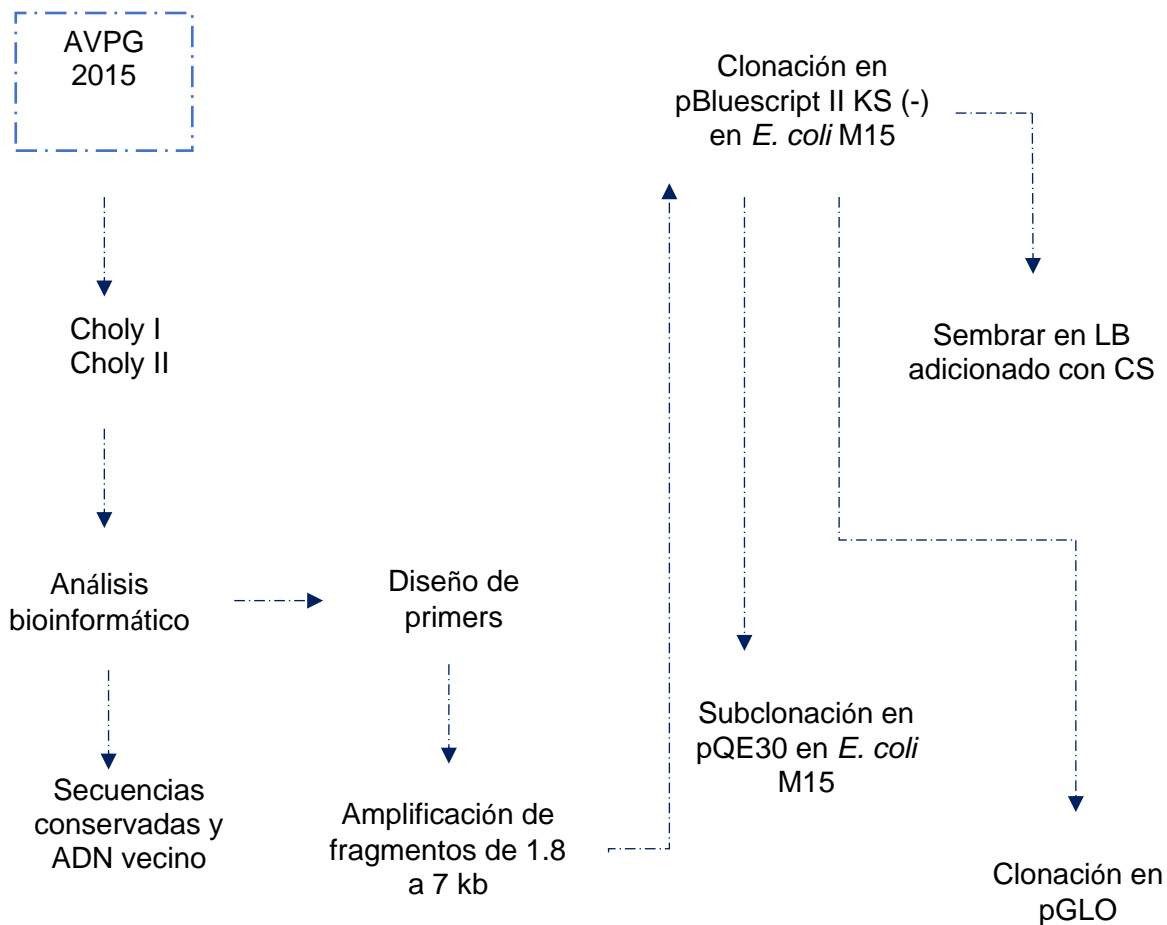 AVPG
2015
Choly I
Choly II
Análisis
bioinformático
Secuencias
conservadas y
ADN vecino
Diseño de
primers
Amplificación de
fragmentos de 1.8
a 7 kb
Clonación en
pBluescript II KS (-)
en E. coli M15
Sembrar en LB
adicionado con CS
Subclonación en
pQE30 en E. coli
M15
Clonación en
pGLO